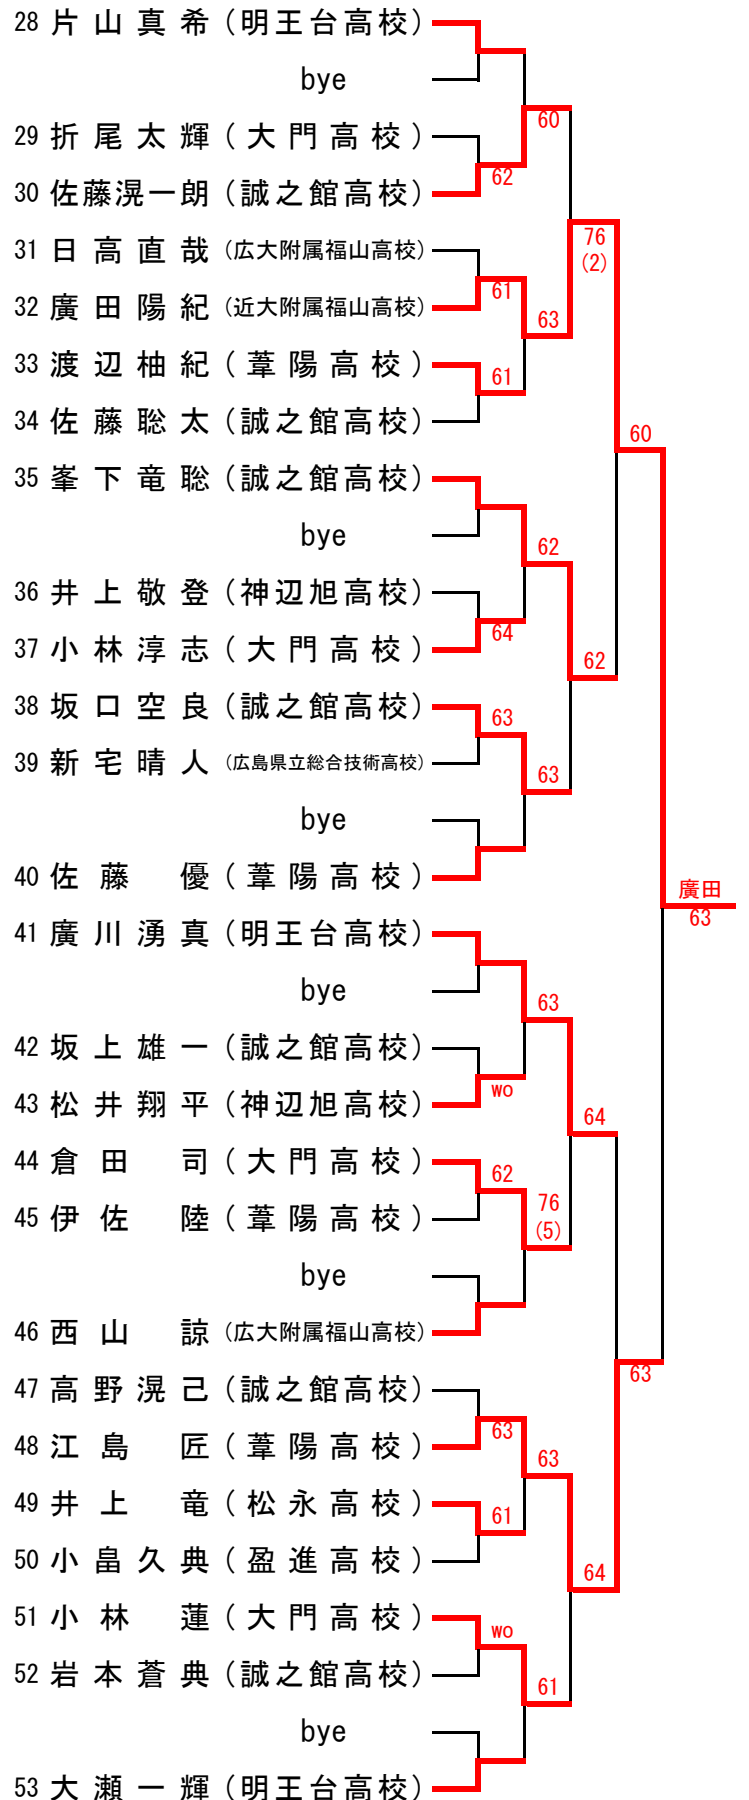 28 片山真希 (明王台高校)
bye
60
29 折尾太輝 (大門高校)
62
30 佐藤滉一朗 (誠之館高校)
31 日高直哉 (広大附属福山高校)
76
(2)
61
32 廣田陽紀 (近大附属福山高校)
63
33 渡辺柚紀 (葦陽高校)
61
34 佐藤聡太 (誠之館高校)
60
35 峯下竜聡 (誠之館高校)
bye
62
36 井上敬登 (神辺旭高校)
64
37 小林淳志 (大門高校)
62
38 坂口空良 (誠之館高校)
63
39 新宅晴人 (広島県立総合技術高校)
63
bye
40 佐藤 優 (葦陽高校)
廣田
63
41 廣川湧真 (明王台高校)
bye
63
42 坂上雄一 (誠之館高校)
wo
43 松井翔平 (神辺旭高校)
64
44 倉田 司 (大門高校)
62
45 伊佐 陸 (葦陽高校)
76
(5)
bye
46 西山 諒 (広大附属福山高校)
63
47 高野滉己 (誠之館高校)
63
48 江島 匠 (葦陽高校)
63
49 井上 竜 (松永高校)
61
50 小畠久典 (盈進高校)
64
51 小林 蓮 (大門高校)
wo
52 岩本蒼典 (誠之館高校)
61
bye
53 大瀬一輝 (明王台高校)